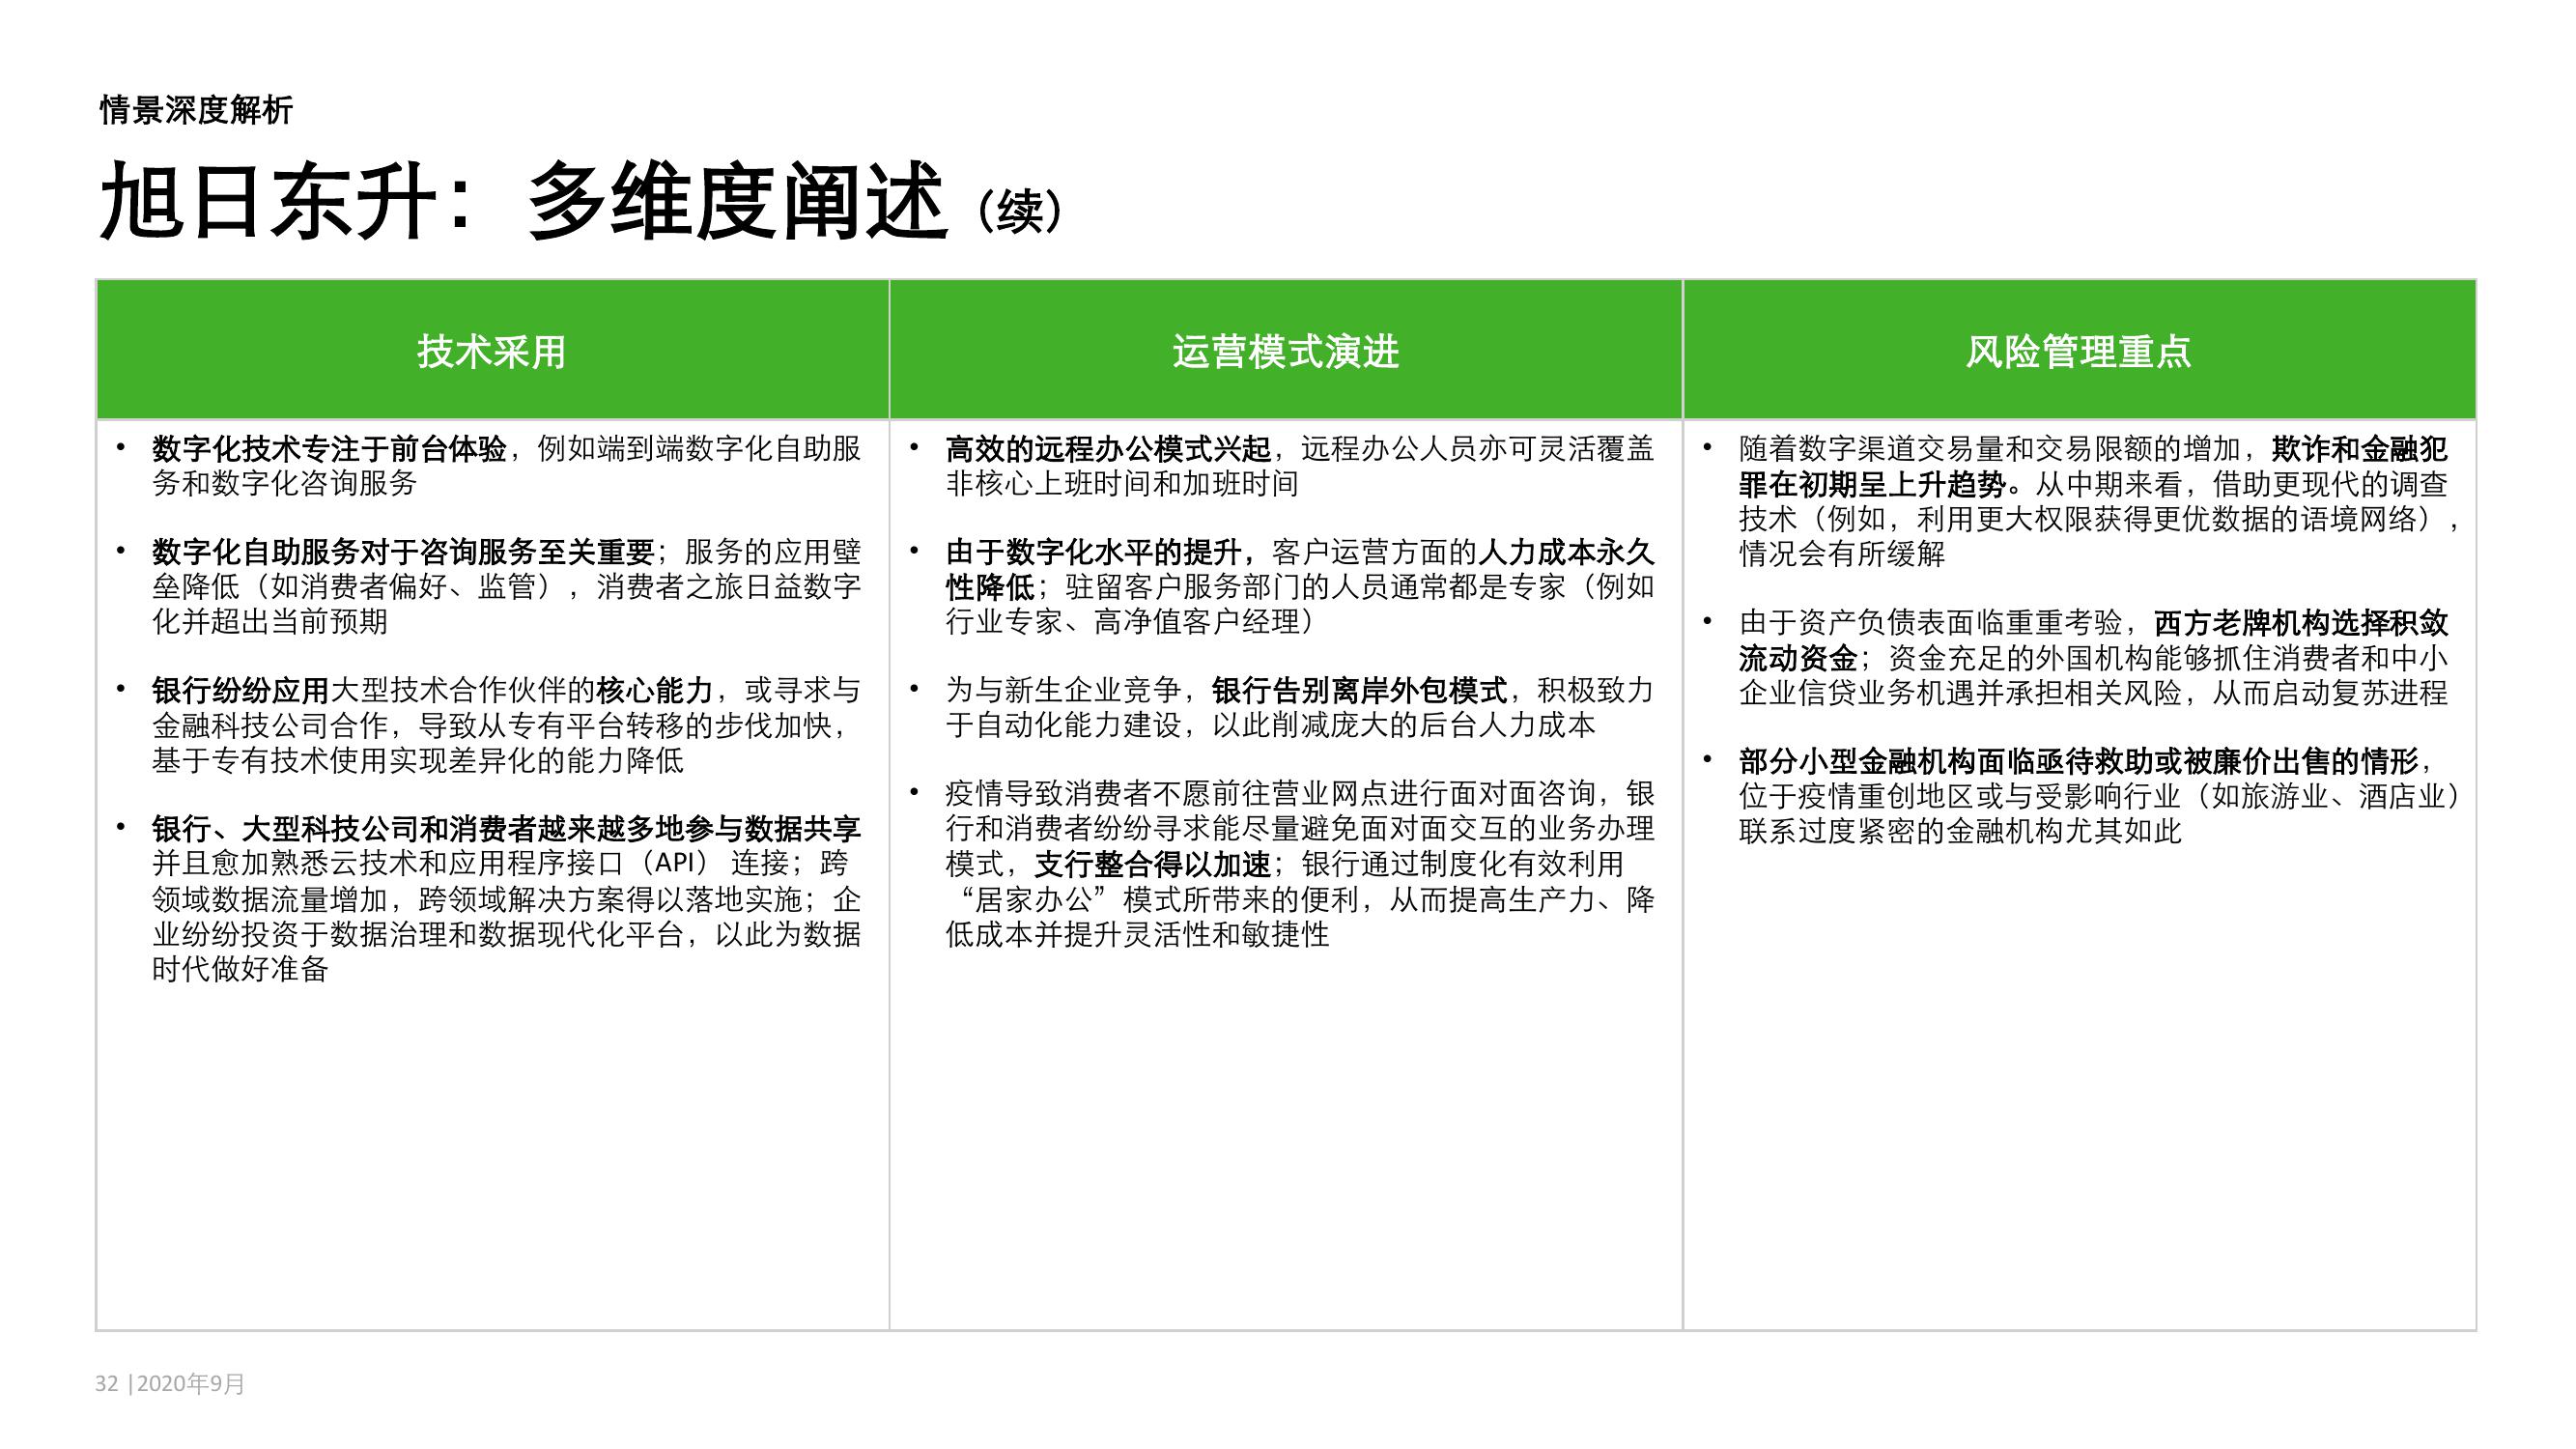 情景深度解析
旭日东升：多维度阐述（续）
技术采用
运营模式演进
风险管理重点
• 数字化技术专注于前台体验，例如端到端数字化自助服
务和数字化咨询服务
• 数字化自助服务对于咨询服务至关重要；服务的应用壁
垒降低（如消费者偏好、监管），消费者之旅日益数字
化并超出当前预期
• 银行纷纷应用大型技术合作伙伴的核心能力，或寻求与
金融科技公司合作，导致从专有平台转移的步伐加快，
基于专有技术使用实现差异化的能力降低
• 银行、大型科技公司和消费者越来越多地参与数据共享
并且愈加熟悉云技术和应用程序接口（API） 连接；跨
领域数据流量增加，跨领域解决方案得以落地实施；企
业纷纷投资于数据治理和数据现代化平台，以此为数据
时代做好准备
• 高效的远程办公模式兴起，远程办公人员亦可灵活覆盖
非核心上班时间和加班时间
• 由于数字化水平的提升，客户运营方面的人力成本永久
性降低；驻留客户服务部门的人员通常都是专家（例如
行业专家、高净值客户经理）
• 为与新生企业竞争，银行告别离岸外包模式，积极致力
于自动化能力建设，以此削减庞大的后台人力成本
• 疫情导致消费者不愿前往营业网点进行面对面咨询，银
行和消费者纷纷寻求能尽量避免面对面交互的业务办理
模式，支行整合得以加速；银行通过制度化有效利用
“居家办公”模式所带来的便利，从而提高生产力、降
低成本并提升灵活性和敏捷性
• 随着数字渠道交易量和交易限额的增加，欺诈和金融犯
罪在初期呈上升趋势。从中期来看，借助更现代的调查
技术（例如，利用更大权限获得更优数据的语境网络），
情况会有所缓解
• 由于资产负债表面临重重考验，西方老牌机构选择积敛
流动资金；资金充足的外国机构能够抓住消费者和中小
企业信贷业务机遇并承担相关风险，从而启动复苏进程
• 部分小型金融机构面临亟待救助或被廉价出售的情形，
位于疫情重创地区或与受影响行业（如旅游业、酒店业）
联系过度紧密的金融机构尤其如此
32 |2020年9月